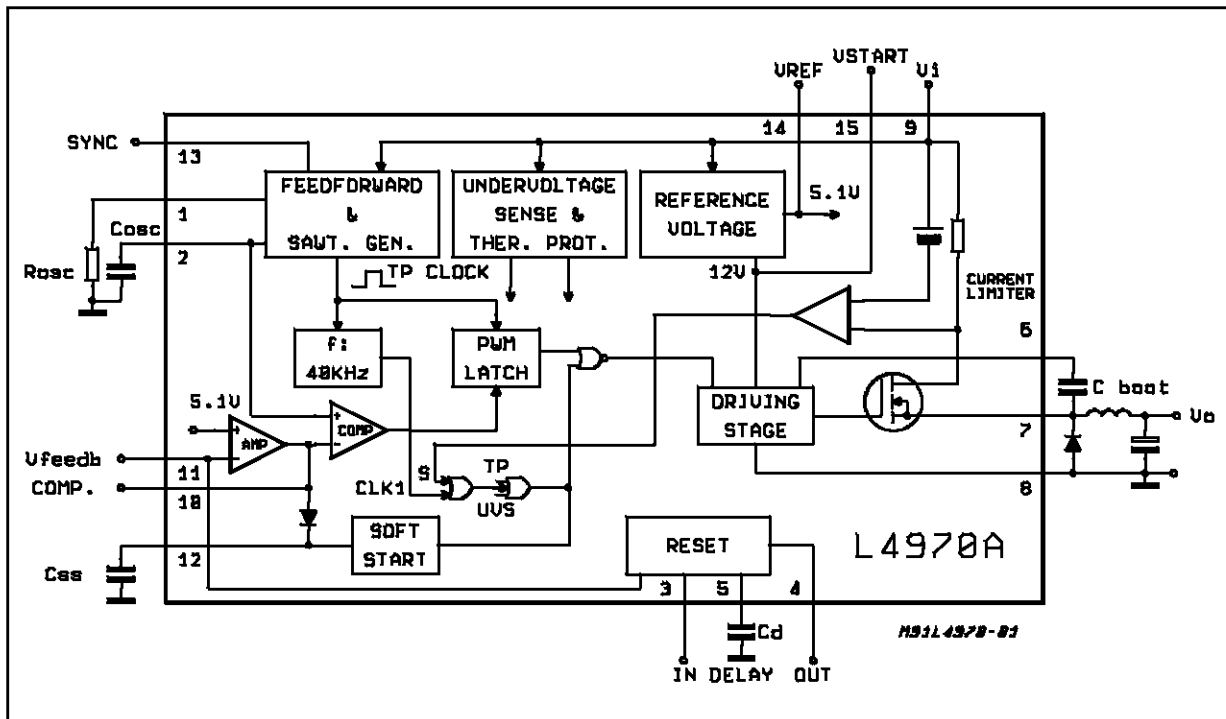 VREF
VSTART
Vi
14
15
9
SYNC
13
FEEDFORWARD
&
SAWT. GEN.
UNDERVOLTAGE
SENSE &
THER. PROT.
REFERENCE
VOLTAGE
5.1V
1
Cosc
2
Rosc
TP CLOCK
12V
CURRENT
LIMITER
6
f:
40KHz
PWM
LATCH
C boot
DRIVING
STAGE
5.1V
+
AMP
-
+
COMP
-
7
Vo
Vfeedb
11
COMP.
10
S
CLK1
TP
UVS
8
SOFT
START
12
Css
RESET
L4970A
3
5
4
Cd
M91L4970-01
IN
DELAY
OUT